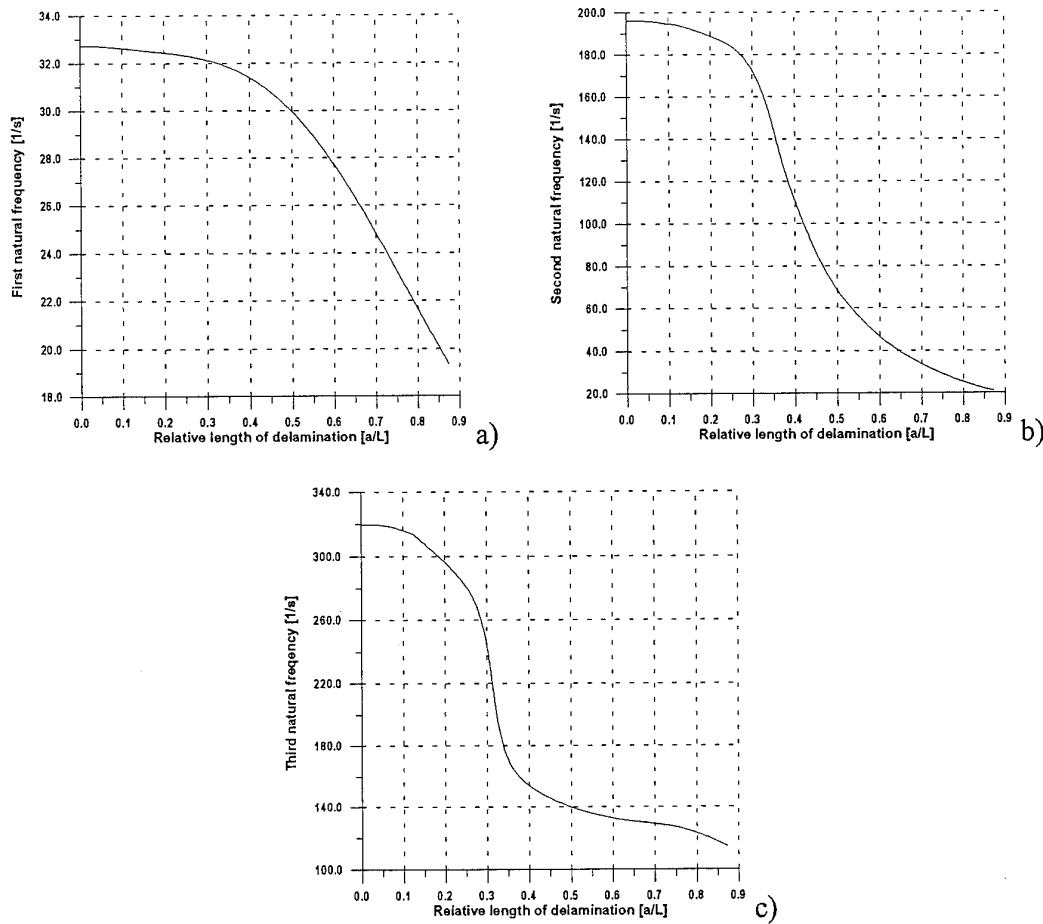 34.0
32.0
30.0
28.0
26.0
24.0
22.0
20.0
18.0
First natural frequency [1/s]
0.0 0.1 0.2 0.3 0.4 0.5 0.6 0.7 0.8 0.9
Relative length of delamination [a/L]
a)
200.0
180.0
160.0
140.0
120.0
100.0
80.0
60.0
40.0
20.0
Second natural frequency [1/s]
0.0 0.1 0.2 0.3 0.4 0.5 0.6 0.7 0.8 0.9
Relative length of delamination [a/L]
b)
340.0
300.0
260.0
220.0
180.0
140.0
100.0
Third natural freqency [1/s]
0.0 0.1 0.2 0.3 0.4 0.5 0.6 0.7 0.8 0.9
Relative length of delamination [a/L]
c)